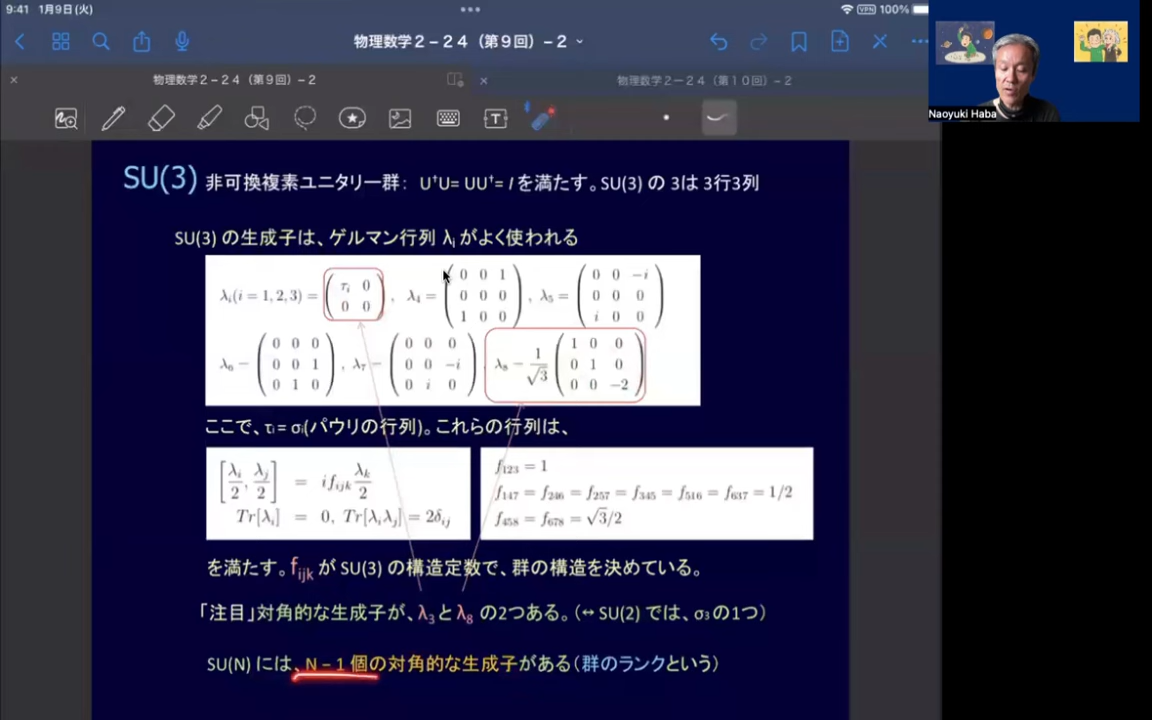 9:41 1月9日(火)
VPN 100%
物理数学2－24（第9回）－2
物理数学2－24（第9回）－2
物理数学2ー24（第10回）－2
Naoyuki Haba
SU(3) 非可換複素ユニタリー群： U†U= UU†= I を満たす。SU(3) の 3は 3行3列
SU(3) の生成子は、ゲルマン行列 λi がよく使われる
λi(i = 1, 2, 3) = ( τi 0 ; 0 0 ), λ4 = ( 0 0 1 ; 0 0 0 ; 1 0 0 ), λ5 = ( 0 0 −i ; 0 0 0 ; i 0 0 )
λ6 = ( 0 0 0 ; 0 0 1 ; 0 1 0 ), λ7 = ( 0 0 0 ; 0 0 −i ; 0 i 0 ), λ8 = 1/√3 ( 1 0 0 ; 0 1 0 ; 0 0 −2 )
ここで、τi= σi(パウリの行列)。これらの行列は、
[λi/2, λj/2] = ifijk λk/2
Tr[λi] = 0, Tr[λiλj] = 2δij
f123 = 1
f147 = f246 = f257 = f345 = f516 = f637 = 1/2
f458 = f678 = √3/2
を満たす。fijk が SU(3) の構造定数で、群の構造を決めている。
「注目」対角的な生成子が、λ3と λ8 の2つある。（↔ SU(2) では、σ3の1つ）
SU(N) には、N－1 個の対角的な生成子がある（群のランクという）